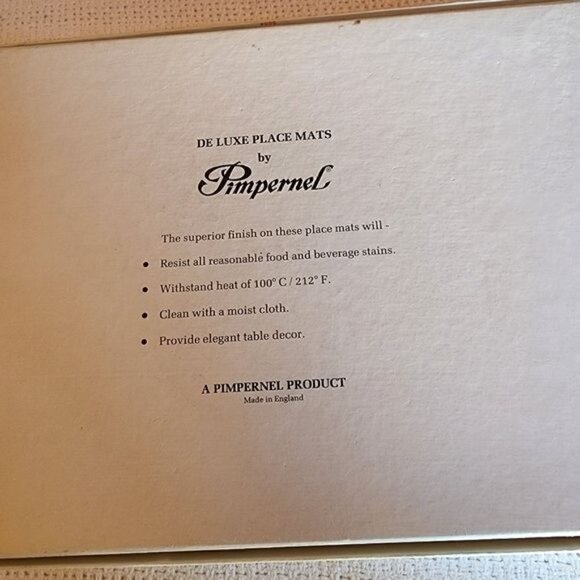 DE LUXE PLACE MATS
by
Pimpernel
The superior finish on these place mats will -
• Resist all reasonable food and beverage stains.
• Withstand heat of 100° C / 212° F.
• Clean with a moist cloth.
• Provide elegant table decor.
A PIMPERNEL PRODUCT
Made in England